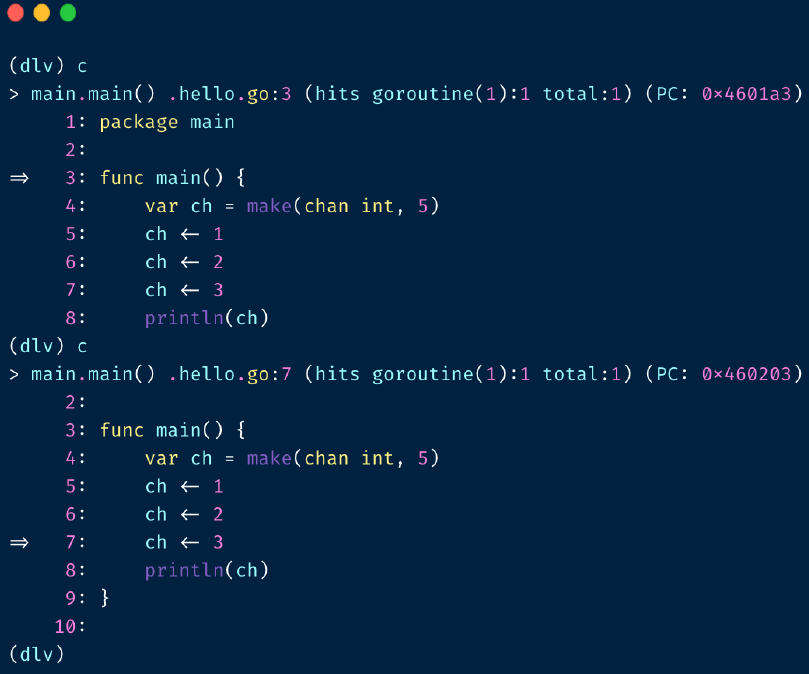 (dlv) c
> main.main() .hello.go:3 (hits goroutine(1):1 total:1) (PC: 0×4601a3)
1: package main
2:
⇒ 3: func main() {
4: var ch = make(chan int, 5)
5: ch ← 1
6: ch ← 2
7: ch ← 3
8: println(ch)
(dlv) c
> main.main() .hello.go:7 (hits goroutine(1):1 total:1) (PC: 0×460203)
2:
3: func main() {
4: var ch = make(chan int, 5)
5: ch ← 1
6: ch ← 2
⇒ 7: ch ← 3
8: println(ch)
9: }
10:
(dlv)